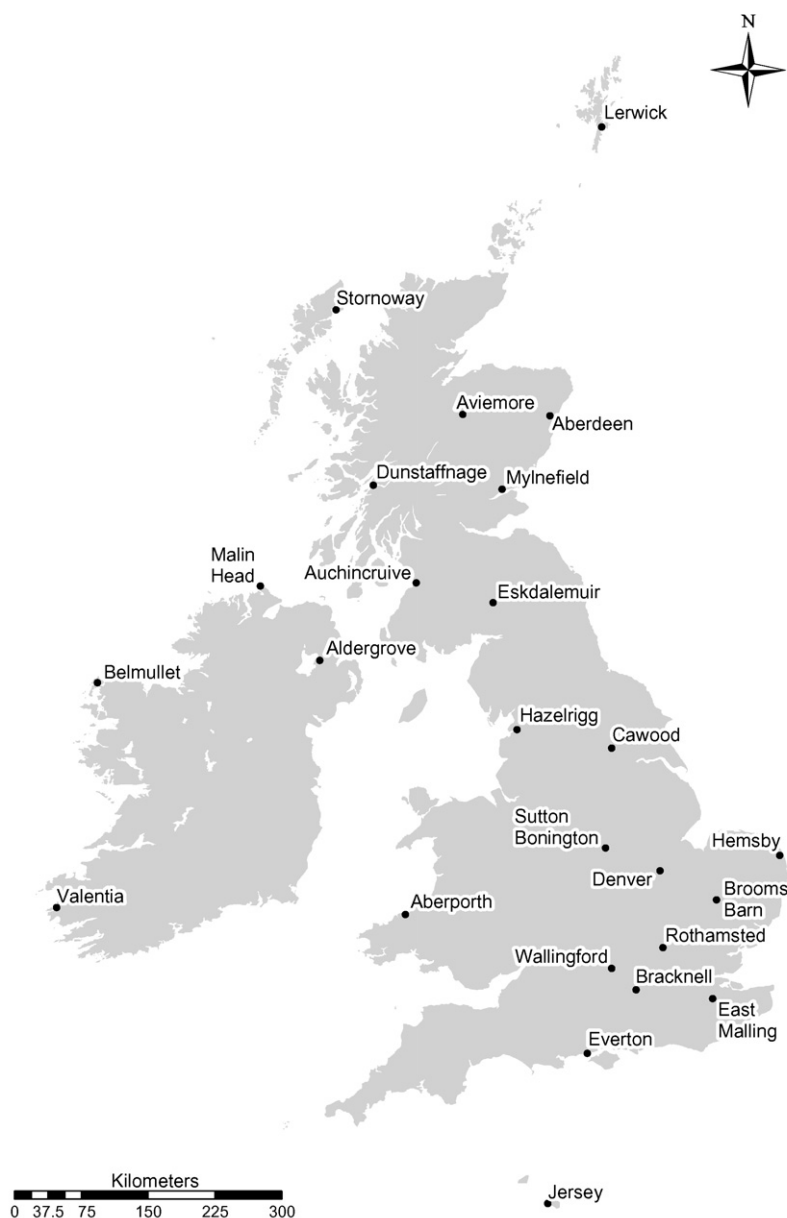 N
Lerwick
Stornoway
Aviemore
Aberdeen
Dunstaffnage
Mylnefield
Malin
Head
Auchincruive
Eskdalemuir
Aldergrove
Belmullet
Hazelrigg
Cawood
Sutton
Bonington
Hemsby
Denver
Brooms
Barn
Valentia
Aberporth
Rothamsted
Wallingford
Bracknell
East
Malling
Everton
Kilometers
0 37.5 75 150 225 300
Jersey